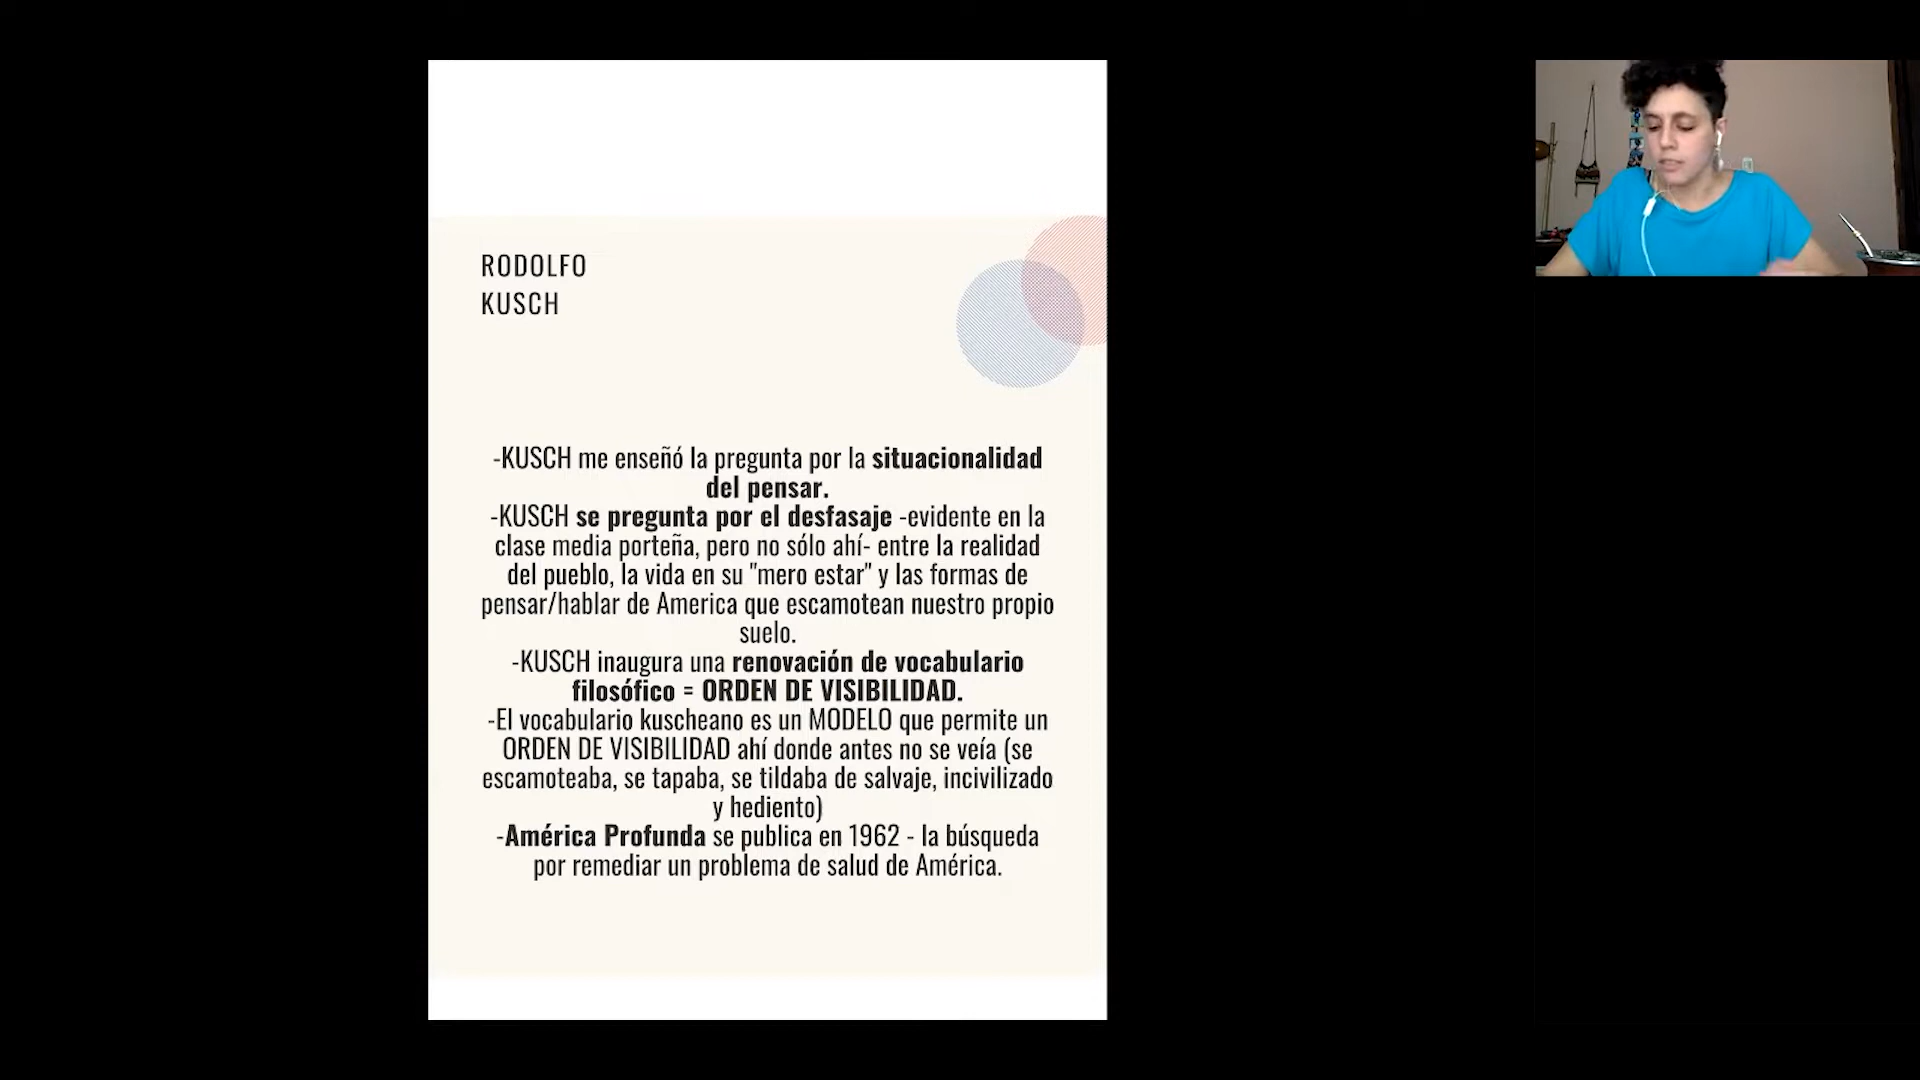 RODOLFO
KUSCH
-KUSCH me enseñó la pregunta por la situacionalidad
del pensar.
-KUSCH se pregunta por el desfasaje -evidente en la
clase media porteña, pero no sólo ahí- entre la realidad
del pueblo, la vida en su "mero estar" y las formas de
pensar/hablar de America que escamotean nuestro propio
suelo.
-KUSCH inaugura una renovación de vocabulario
filosófico = ORDEN DE VISIBILIDAD.
-El vocabulario kuscheano es un MODELO que permite un
ORDEN DE VISIBILIDAD ahí donde antes no se veía (se
escamoteaba, se tapaba, se tildaba de salvaje, incivilizado
y hediento)
-América Profunda se publica en 1962 - la búsqueda
por remediar un problema de salud de América.